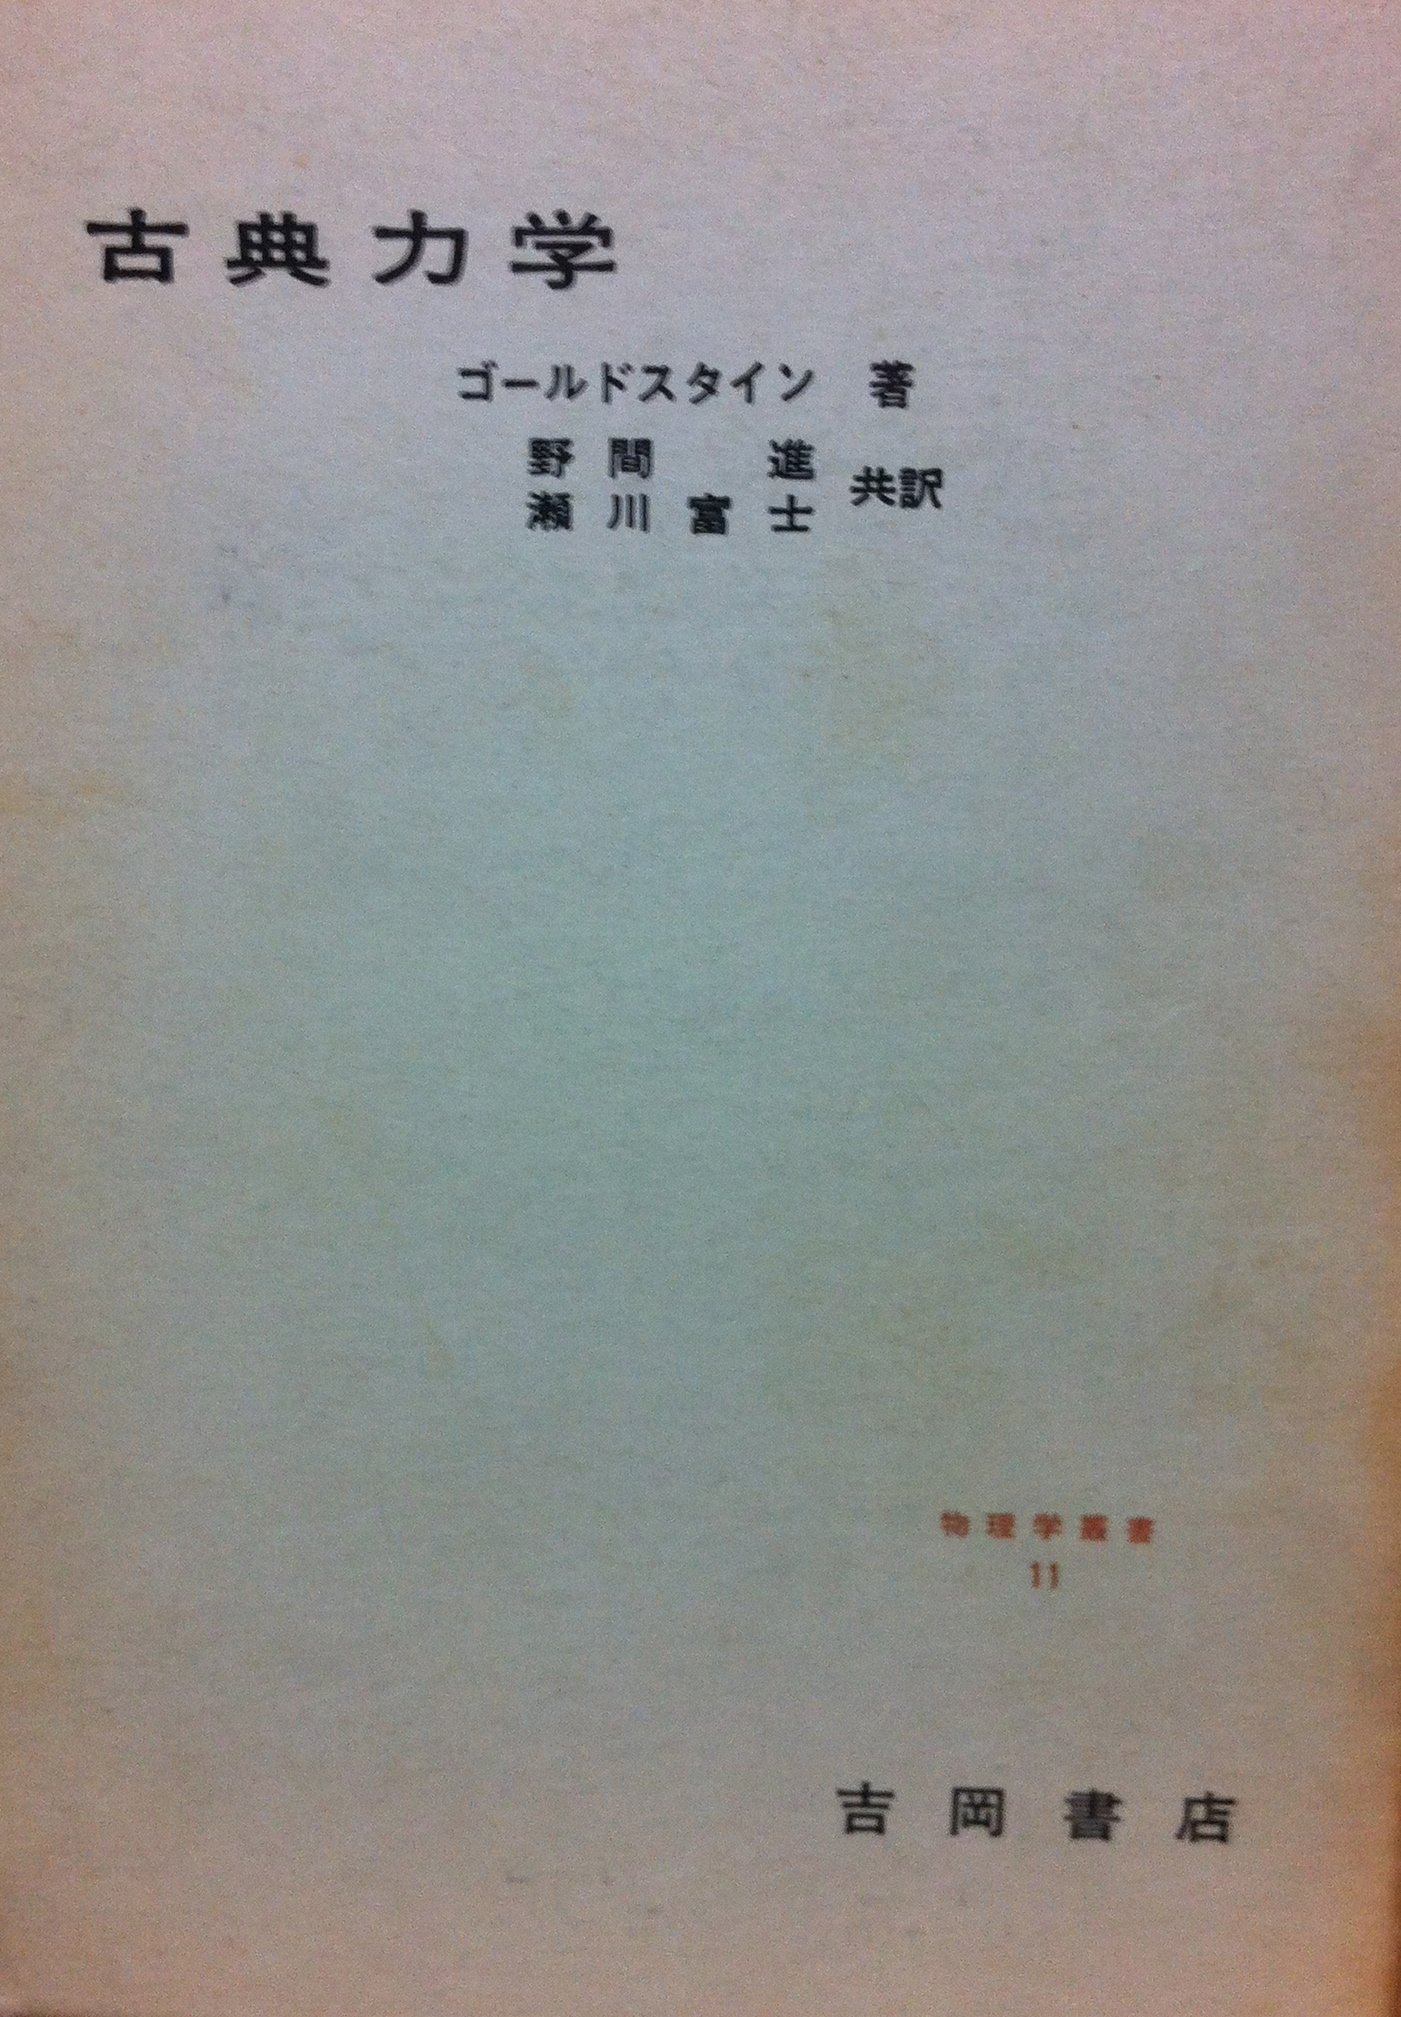 古典力学
ゴールドスタイン 著
野間 進
瀬川富士 共訳
物理学叢書
11
吉岡書店